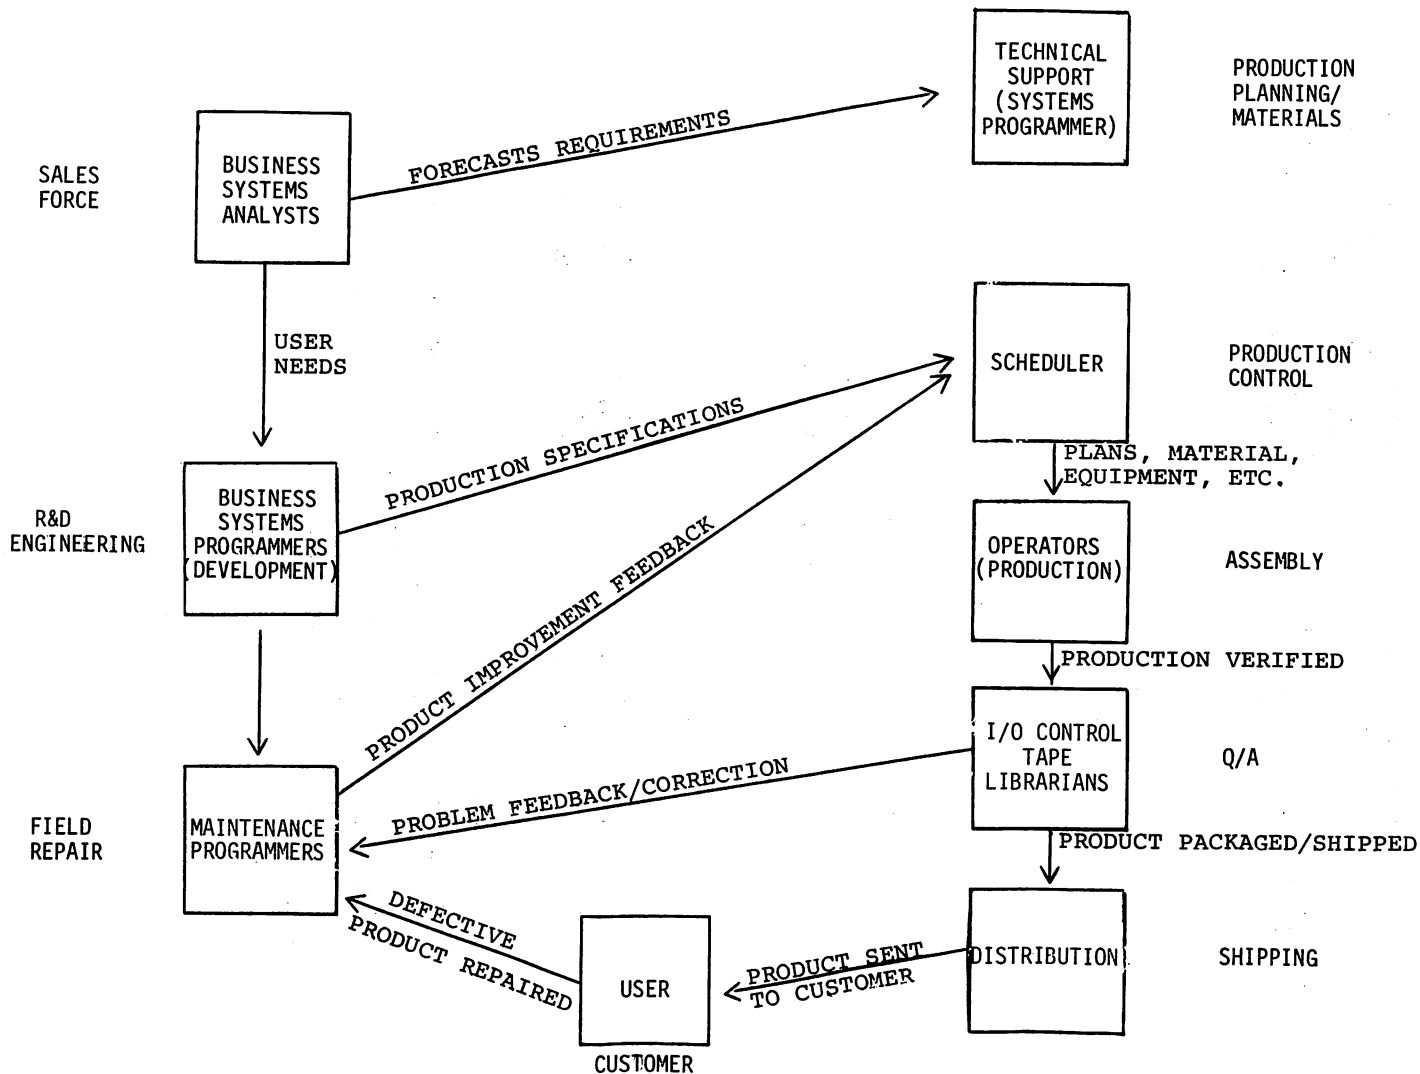 TECHNICAL
SUPPORT
(SYSTEMS
PROGRAMMER)
PRODUCTION
PLANNING/
MATERIALS
SALES
FORCE
BUSINESS
SYSTEMS
ANALYSTS
FORECASTS REQUIREMENTS
USER
NEEDS
SCHEDULER
PRODUCTION
CONTROL
R&D
ENGINEERING
BUSINESS
SYSTEMS
PROGRAMMERS
(DEVELOPMENT)
PRODUCTION SPECIFICATIONS
PLANS, MATERIAL,
EQUIPMENT, ETC.
OPERATORS
(PRODUCTION)
ASSEMBLY
PRODUCT IMPROVEMENT FEEDBACK
PRODUCTION VERIFIED
I/O CONTROL
TAPE
LIBRARIANS
Q/A
PROBLEM FEEDBACK/CORRECTION
FIELD
REPAIR
MAINTENANCE
PROGRAMMERS
PRODUCT PACKAGED/SHIPPED
DEFECTIVE
PRODUCT REPAIRED
USER
CUSTOMER
PRODUCT SENT
TO CUSTOMER
DISTRIBUTION
SHIPPING